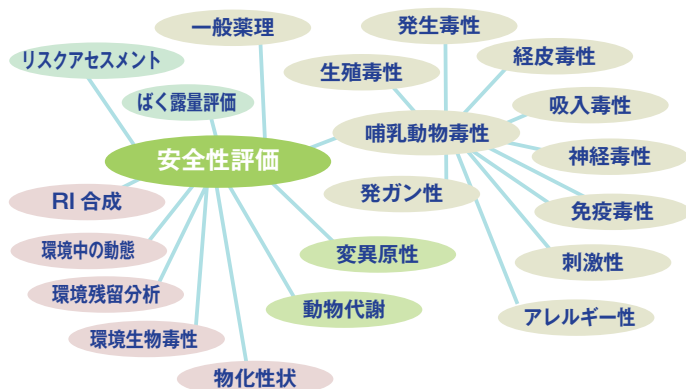 一般薬理
発生毒性
リスクアセスメント
経皮毒性
生殖毒性
ばく露量評価
吸入毒性
哺乳動物毒性
安全性評価
神経毒性
発ガン性
RI 合成
免疫毒性
環境中の動態
変異原性
刺激性
環境残留分析
動物代謝
アレルギー性
環境生物毒性
物化性状